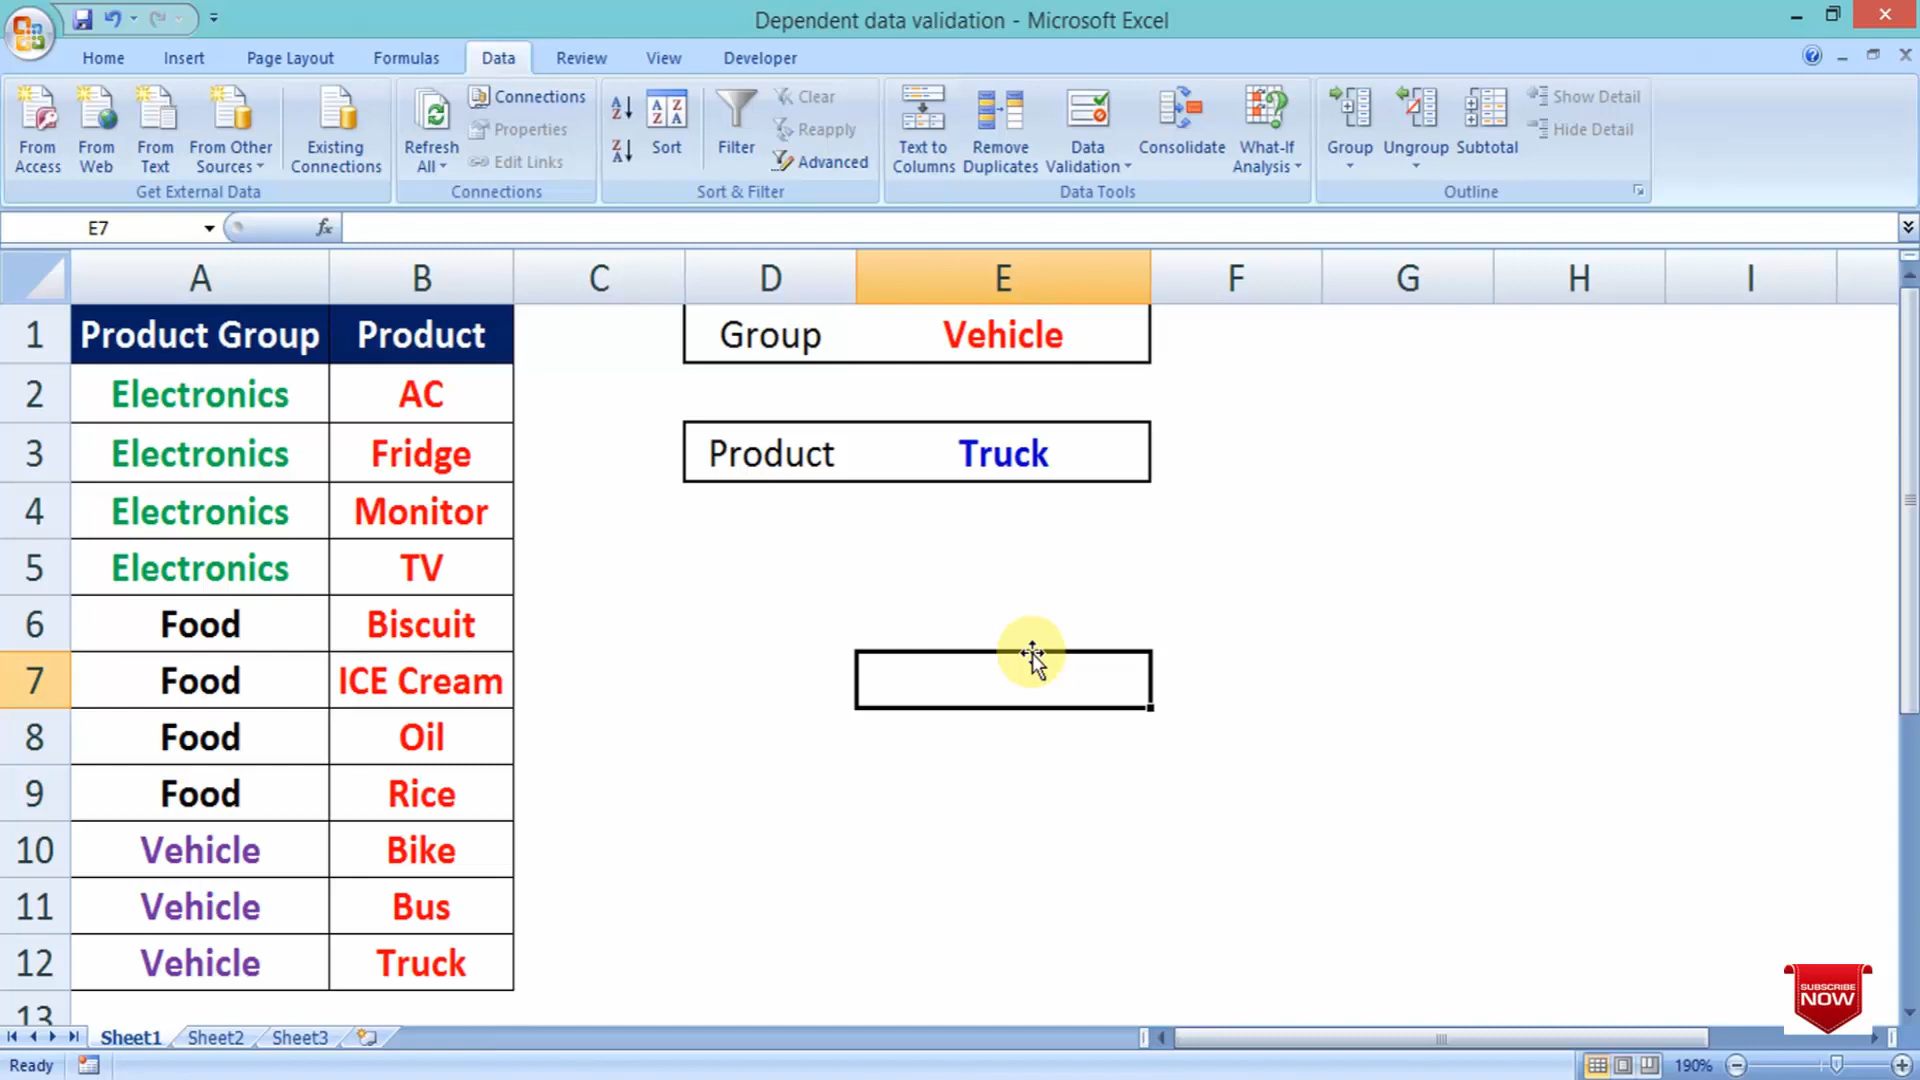 Dependent data validation - Microsoft Excel
Home Insert Page Layout Formulas Data Review View Developer
From Access
From Web
From Text
From Other Sources
Existing Connections
Get External Data
Refresh All
Connections
Properties
Edit Links
Connections
Sort
Filter
Clear
Reapply
Advanced
Sort & Filter
Text to Columns
Remove Duplicates
Data Validation
Consolidate
What-If Analysis
Data Tools
Group
Ungroup
Subtotal
Show Detail
Hide Detail
Outline
E7 fx
A B C D E F G H I
1 Product Group Product Group Vehicle
2 Electronics AC
3 Electronics Fridge Product Truck
4 Electronics Monitor
5 Electronics TV
6 Food Biscuit
7 Food ICE Cream
8 Food Oil
9 Food Rice
10 Vehicle Bike
11 Vehicle Bus
12 Vehicle Truck
13
SUBSCRIBE
NOW
Sheet1 Sheet2 Sheet3
Ready 190%